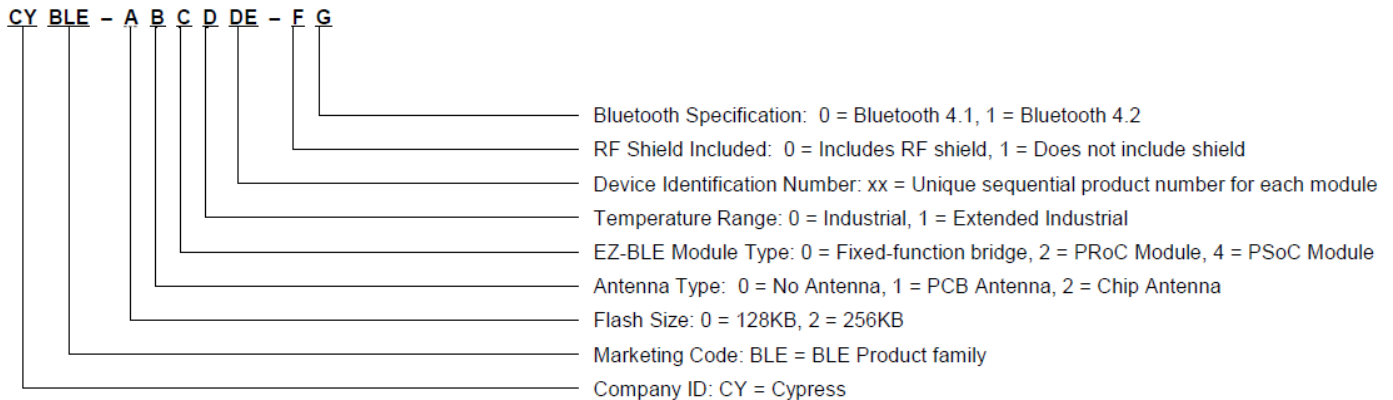 CY BLE – A B C D DE – F G
Bluetooth Specification: 0 = Bluetooth 4.1, 1 = Bluetooth 4.2
RF Shield Included: 0 = Includes RF shield, 1 = Does not include shield
Device Identification Number: xx = Unique sequential product number for each module
Temperature Range: 0 = Industrial, 1 = Extended Industrial
EZ-BLE Module Type: 0 = Fixed-function bridge, 2 = PRoC Module, 4 = PSoC Module
Antenna Type: 0 = No Antenna, 1 = PCB Antenna, 2 = Chip Antenna
Flash Size: 0 = 128KB, 2 = 256KB
Marketing Code: BLE = BLE Product family
Company ID: CY = Cypress